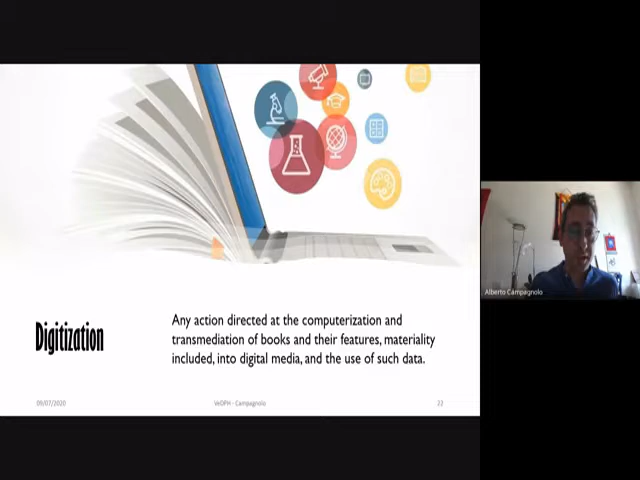 Digitization
Any action directed at the computerization and
transmediation of books and their features, materiality
included, into digital media, and the use of such data.
09/07/2020
VeDPH - Campagnolo
22
Alberto Campagnolo